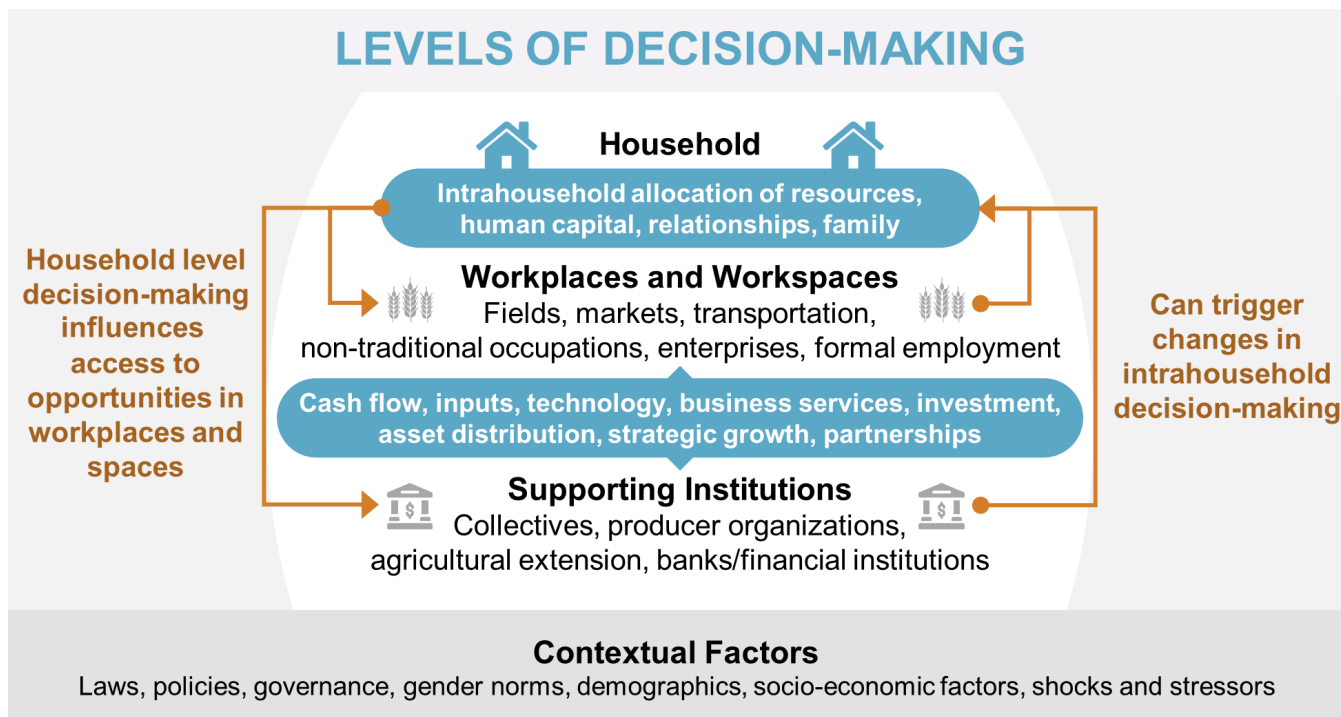 LEVELS OF DECISION-MAKING
Household
Intrahousehold allocation of resources,
human capital, relationships, family
Household level
decision-making
influences
access to
opportunities in
workplaces and
spaces
Workplaces and Workspaces
Fields, markets, transportation,
non-traditional occupations, enterprises, formal employment
Can trigger
changes in
intrahousehold
decision-making
Cash flow, inputs, technology, business services, investment,
asset distribution, strategic growth, partnerships
$
$
Supporting Institutions
Collectives, producer organizations,
agricultural extension, banks/financial institutions
Contextual Factors
Laws, policies, governance, gender norms, demographics, socio-economic factors, shocks and stressors